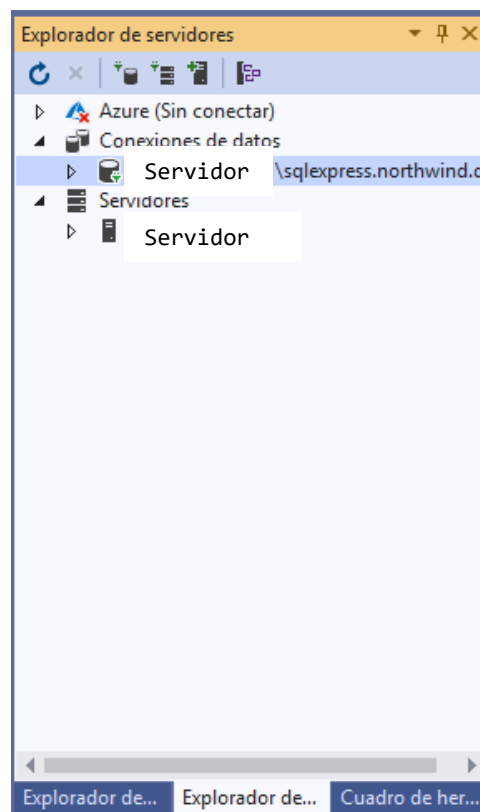 Explorador de servidores
Azure (Sin conectar)
Conexiones de datos
Servidor \sqlexpress.northwind.d
Servidores
Servidor
Explorador de... Explorador de... Cuadro de her...